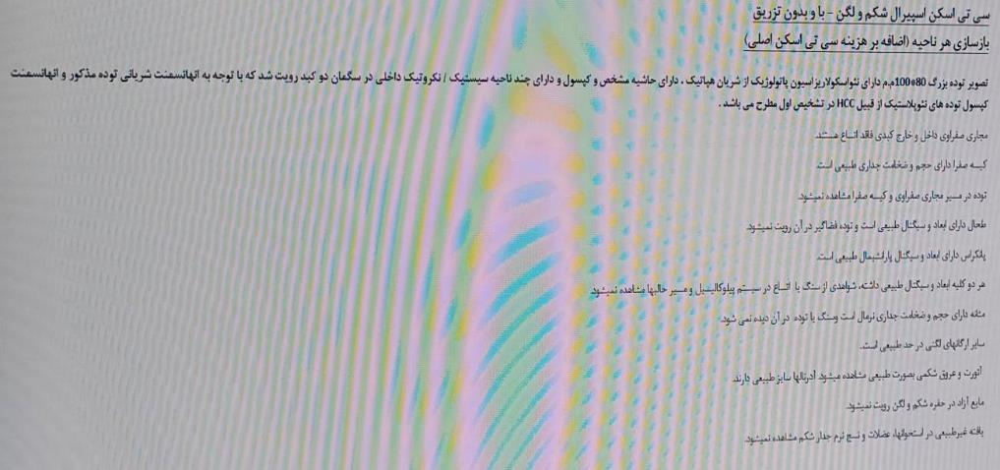 سی تی اسکن اسپیرال شکم و لگن - با و بدون تزریق
بازسازی هر ناحیه (اضافه بر هزینه سی تی اسکن اصلی)
تصویر توده بزرگ 80*100م.م دارای نئواسکولاریزاسیون پاتولوژیک از شریان هپاتیک ، دارای حاشیه مشخص و کپسول و دارای چند ناحیه سیستیک / نکروتیک داخلی در سگمان دو کبد رویت شد که با توجه به انهانسمنت شریانی توده مذکور و انهانسمنت
کپسول توده های نئوپلاستیک از قبیل HCC در تشخیص اول مطرح می باشد .
مجاری صفراوی داخل و خارج کبدی فاقد اتساع هستند.
کیسه صفرا دارای حجم و ضخامت جداری طبیعی است.
توده در مسیر مجاری صفراوی و کیسه صفرا مشاهده نمیشود.
طحال دارای ابعاد و سیگنال طبیعی است و توده فضاگیر در آن رویت نمیشود.
پانکراس دارای ابعاد و سیگنال پارانشیمال طبیعی است.
هر دو کلیه ابعاد و سیگنال طبیعی داشته، شواهدی از سنگ یا اتساع در سیستم پیلوکالیسیل و مسیر حالبها مشاهده نمیشود.
مثانه دارای حجم و ضخامت جداری نرمال است وسنگ یا توده در آن دیده نمی شود.
سایر ارگانهای لگنی در حد طبیعی است.
آئورت و عروق شکمی بصورت طبیعی مشاهده میشود. آدرنالها سایز طبیعی دارند.
مایع آزاد در حفره شکم و لگن رویت نمیشود.
یافته غیرطبیعی در استخوانها، عضلات و نسج نرم جدار شکم مشاهده نمیشود.